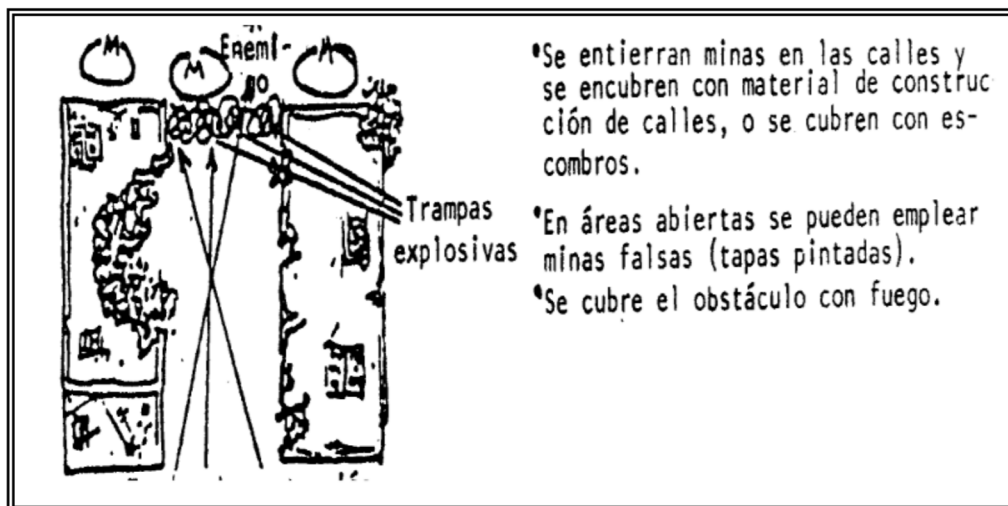 M
M
M
Enemi-
go
Trampas
explosivas
•Se entierran minas en las calles y
se encubren con material de construc
ción de calles, o se cubren con es-
combros.
•En áreas abiertas se pueden emplear
minas falsas (tapas pintadas).
•Se cubre el obstáculo con fuego.